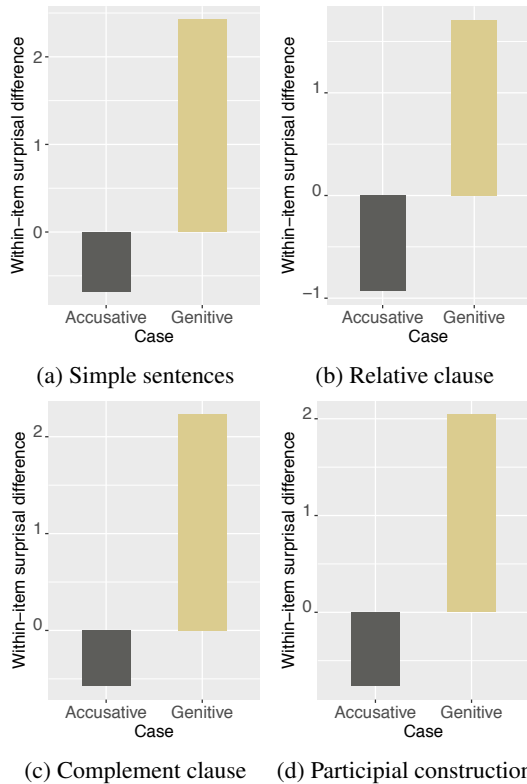 Within−item surprisal difference
2
1
0
Accusative Genitive
Case
(a) Simple sentences
Within−item surprisal difference
1
0
−1
Accusative Genitive
Case
(b) Relative clause
Within−item surprisal difference
2
1
0
Accusative Genitive
Case
(c) Complement clause
Within−item surprisal difference
2
1
0
Accusative Genitive
Case
(d) Participial construction